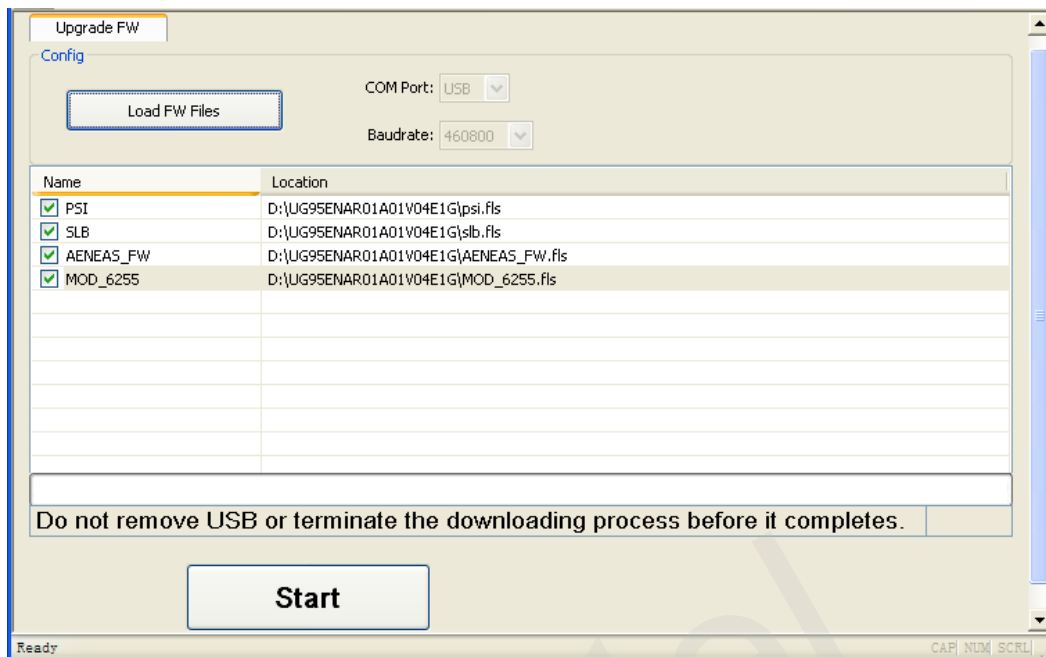 Upgrade FW
Config
Load FW Files
COM Port: USB
Baudrate: 460800
Name Location
PSI D:\UG95ENAR01A01V04E1G\psi.fls
SLB D:\UG95ENAR01A01V04E1G\slb.fls
AENEAS_FW D:\UG95ENAR01A01V04E1G\AENEAS_FW.fls
MOD_6255 D:\UG95ENAR01A01V04E1G\MOD_6255.fls
Do not remove USB or terminate the downloading process before it completes.
Start
Ready CAP NUM SCRL